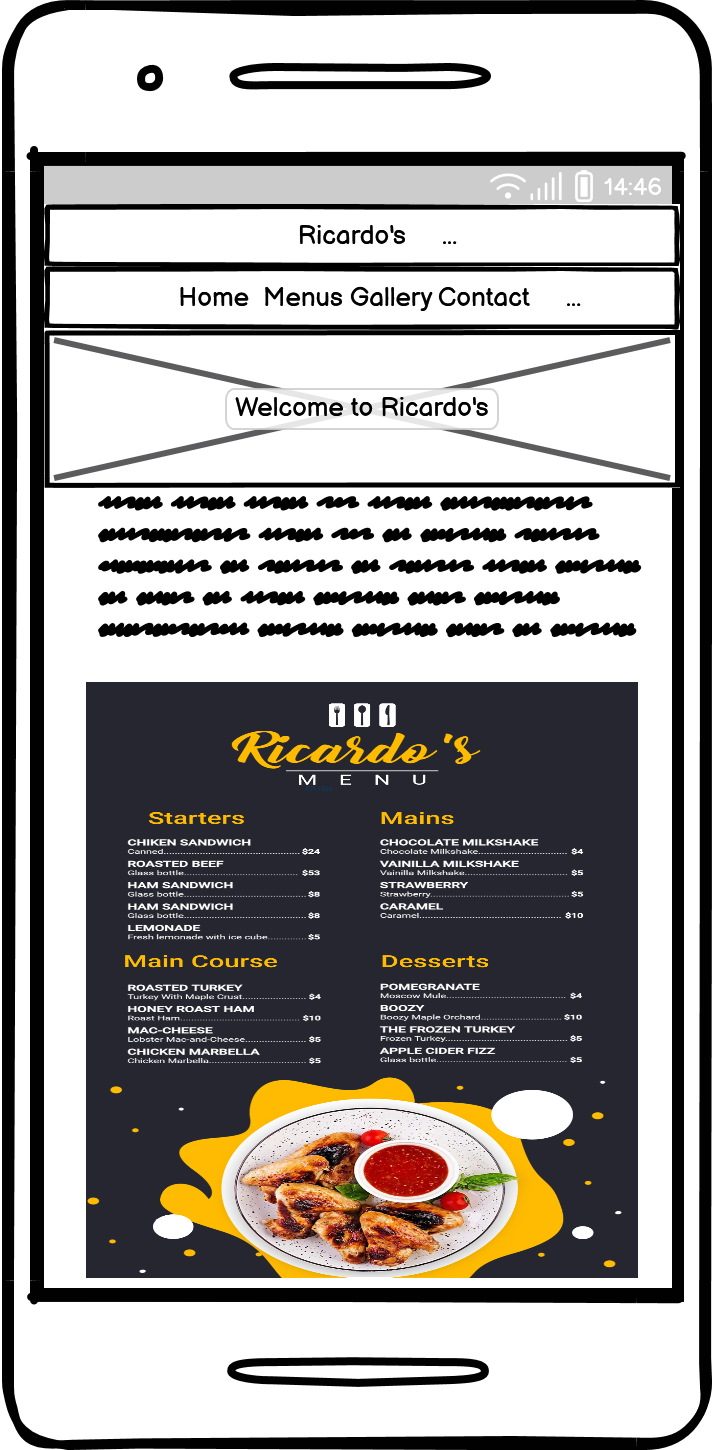 14:46
Ricardo's ...
Home Menus Gallery Contact ...
Welcome to Ricardo's
Ricardo's
MENU
Starters
CHIKEN SANDWICH
Canned............................................................ $24
ROASTED BEEF
Glass bottle.................................................. $53
HAM SANDWICH
Glass bottle..................................................... $8
HAM SANDWICH
Glass bottle..................................................... $8
LEMONADE
Fresh lemonade with ice cube............... $5
Main Course
ROASTED TURKEY
Turkey With Maple Crust............................ $4
HONEY ROAST HAM
Roast Ham..................................................... $10
MAC-CHEESE
Lobster Mac-and-Cheese......................... $5
CHICKEN MARBELLA
Chicken Marbella.......................................... $5
Mains
CHOCOLATE MILKSHAKE
Chocolate Milkshake.................................... $4
VAINILLA MILKSHAKE
Vainilla Milkshake.......................................... $5
STRAWBERRY
Strawberry......................................................... $5
CARAMEL
Caramel............................................................ $10
Desserts
POMEGRANATE
Moscow Mule.................................................. $4
BOOZY
Boozy Maple Orchard.................................. $10
THE FROZEN TURKEY
Frozen Turkey................................................... $5
APPLE CIDER FIZZ
Glass bottle...................................................... $5